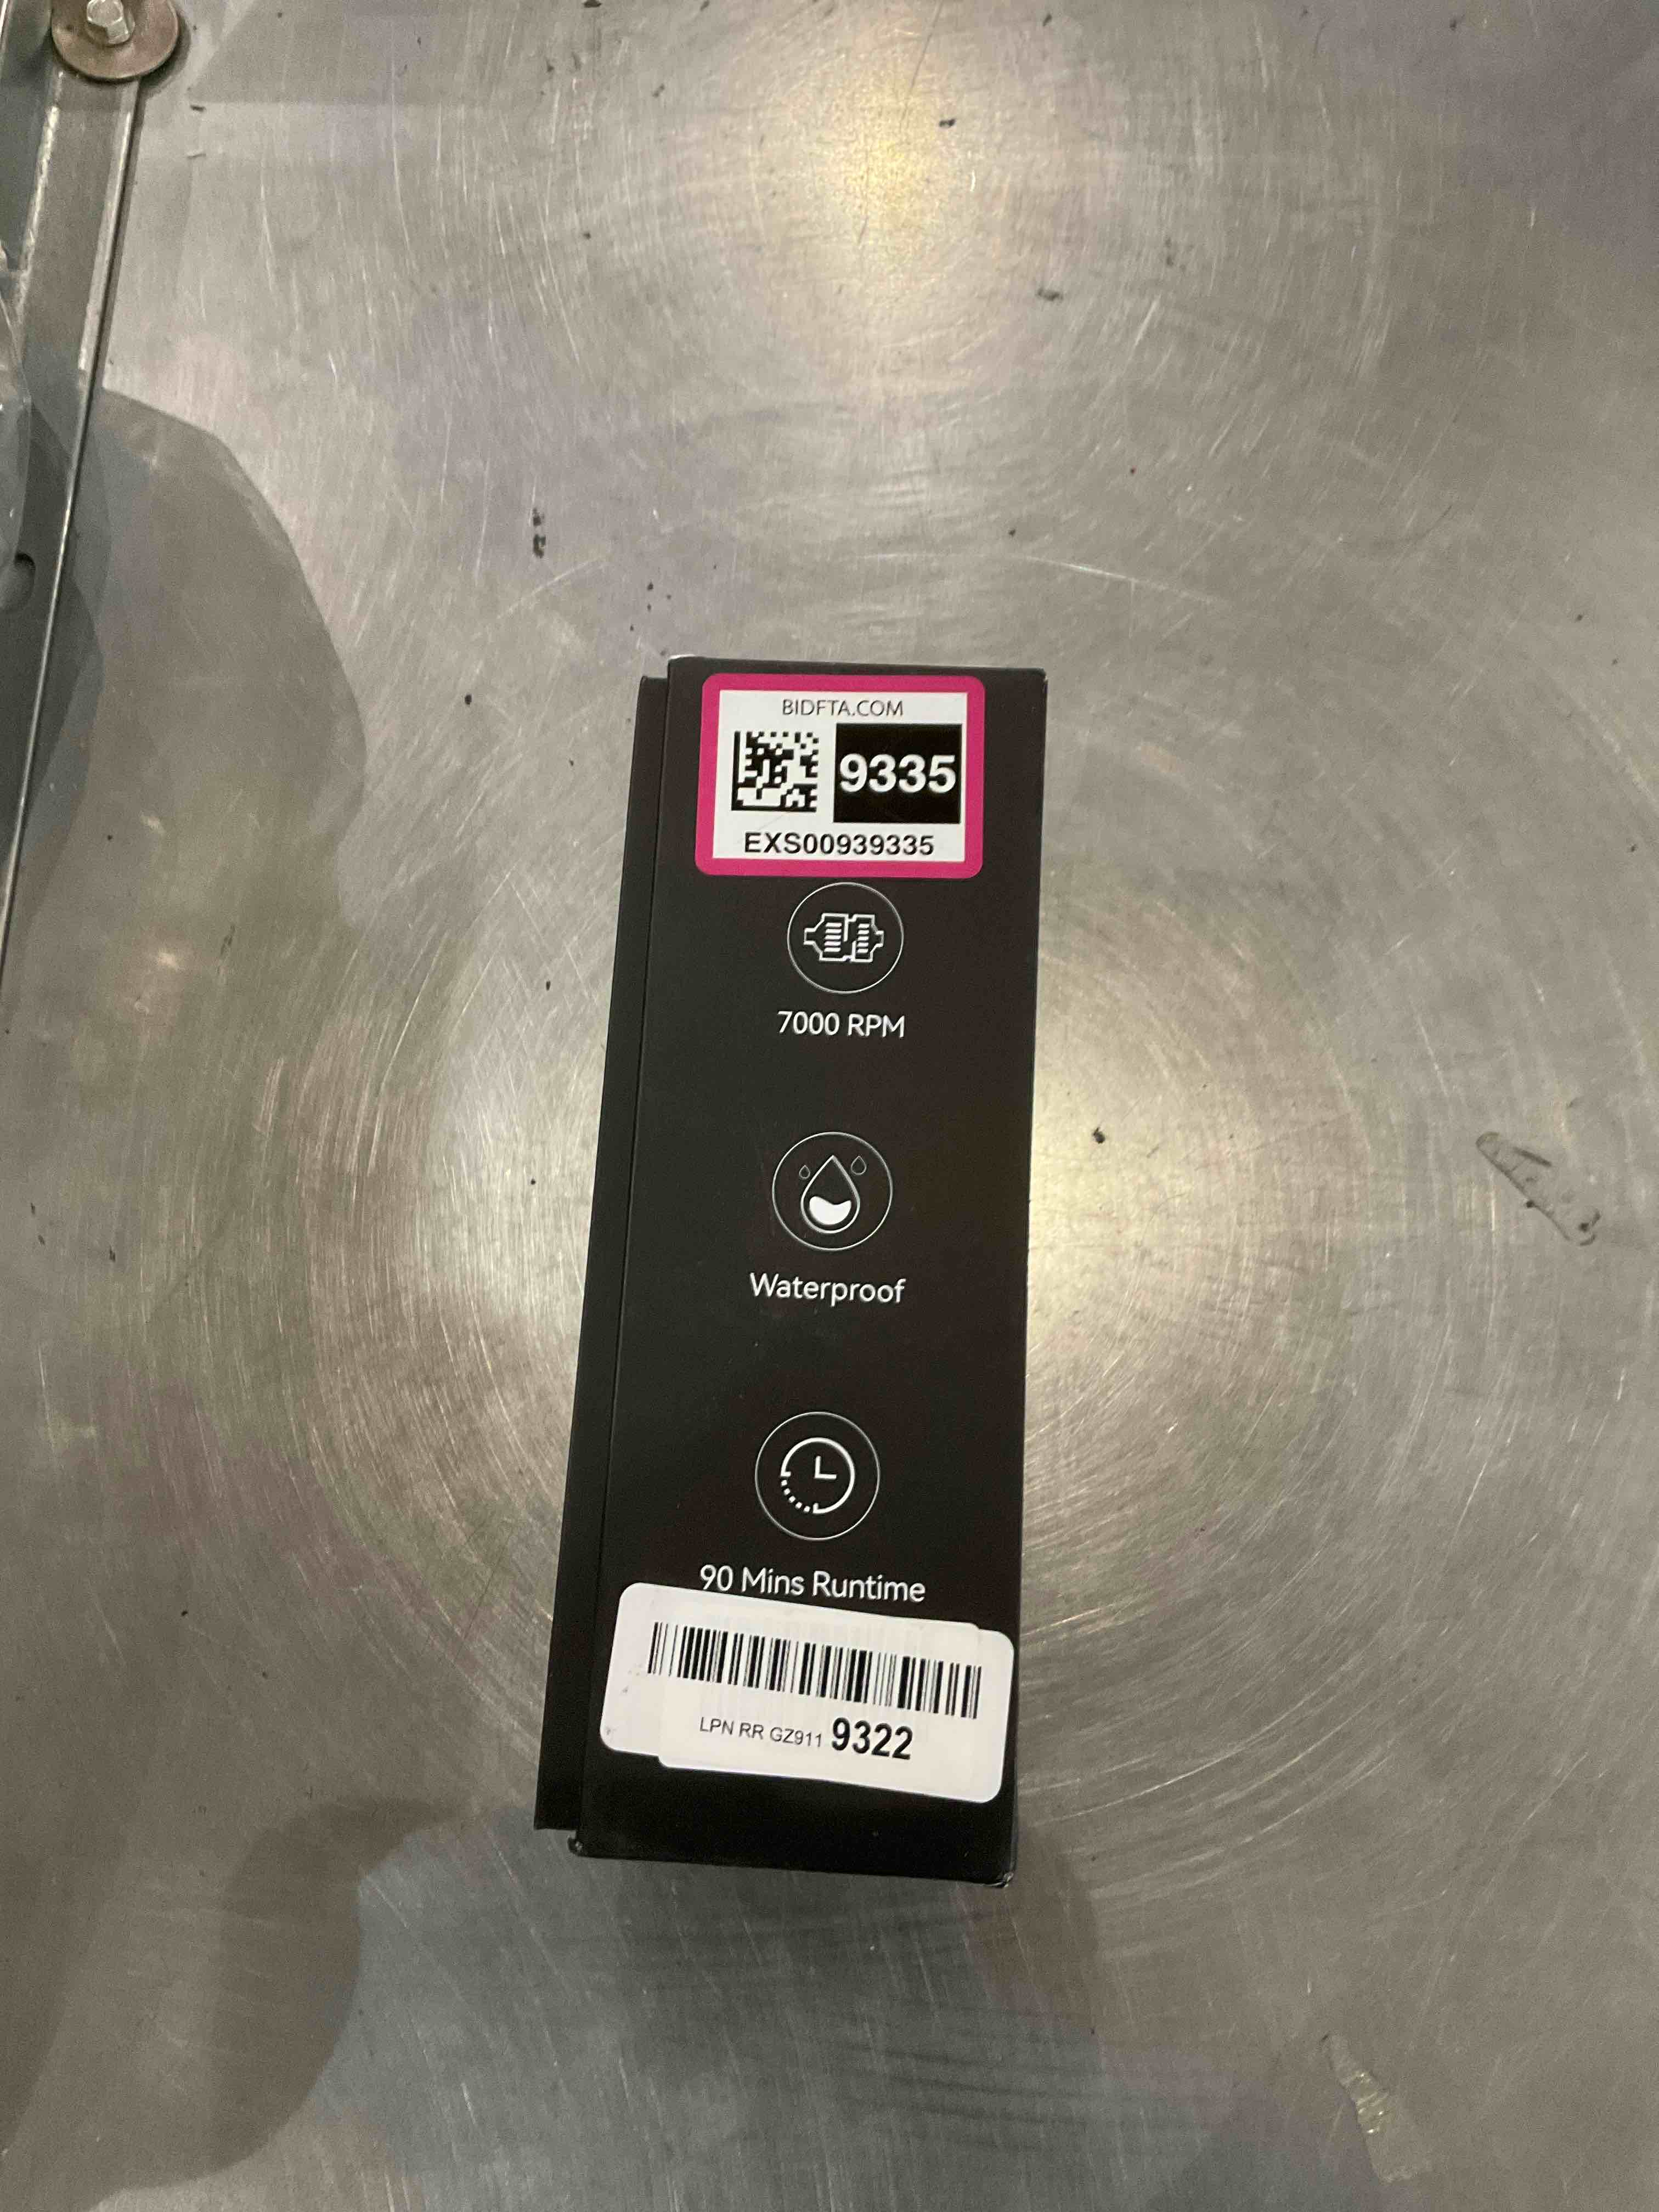 BIDFTA.COM
9335
EXS00939335
7000 RPM
Waterproof
90 Mins Runtime
LPN RR GZ911 9322